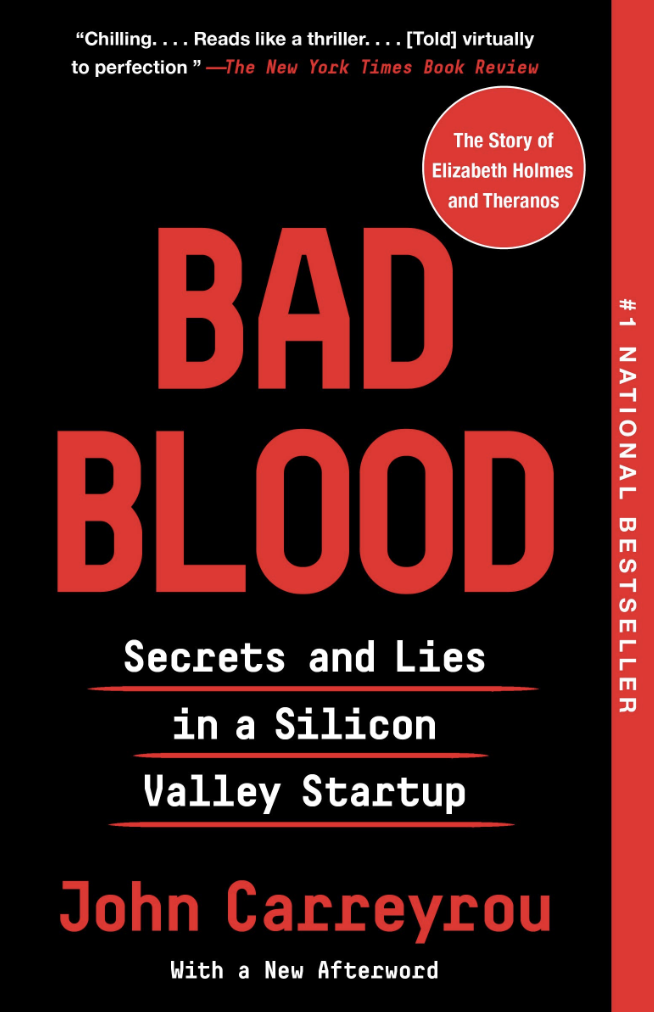 “Chilling. . . . Reads like a thriller. . . . [Told] virtually
to perfection ” —The New York Times Book Review
The Story of
Elizabeth Holmes
and Theranos
BAD
BLOOD
#1 NATIONAL BESTSELLER
Secrets and Lies
in a Silicon
Valley Startup
John Carreyrou
With a New Afterword